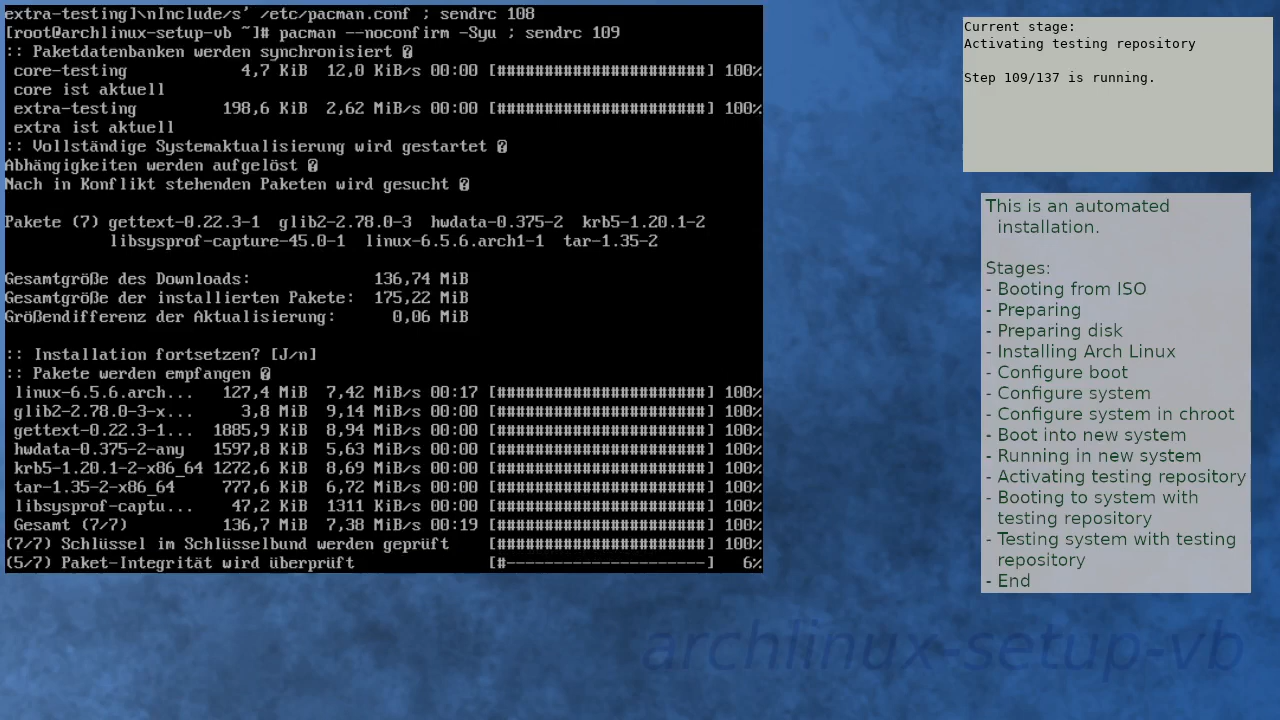 extra-testing]\nInclude/s' /etc/pacman.conf ; sendrc 108
[root@archlinux-setup-vb ~]# pacman --noconfirm -Syu ; sendrc 109
:: Paketdatenbanken werden synchronisiert �
core-testing 4,7 KiB 12,0 KiB/s 00:00 [######################] 100%
core ist aktuell
extra-testing 198,6 KiB 2,62 MiB/s 00:00 [######################] 100%
extra ist aktuell
:: Vollständige Systemaktualisierung wird gestartet �
Abhängigkeiten werden aufgelöst �
Nach in Konflikt stehenden Paketen wird gesucht �
Pakete (7) gettext-0.22.3-1 glib2-2.78.0-3 hwdata-0.375-2 krb5-1.20.1-2
libsysprof-capture-45.0-1 linux-6.5.6.arch1-1 tar-1.35-2
Gesamtgröße des Downloads: 136,74 MiB
Gesamtgröße der installierten Pakete: 175,22 MiB
Größendifferenz der Aktualisierung: 0,06 MiB
:: Installation fortsetzen? [J/n]
:: Pakete werden empfangen �
linux-6.5.6.arch... 127,4 MiB 7,42 MiB/s 00:17 [######################] 100%
glib2-2.78.0-3-x... 3,8 MiB 9,14 MiB/s 00:00 [######################] 100%
gettext-0.22.3-1... 1885,9 KiB 8,94 MiB/s 00:00 [######################] 100%
hwdata-0.375-2-any 1597,8 KiB 5,63 MiB/s 00:00 [######################] 100%
krb5-1.20.1-2-x86_64 1272,6 KiB 8,69 MiB/s 00:00 [######################] 100%
tar-1.35-2-x86_64 777,6 KiB 6,72 MiB/s 00:00 [######################] 100%
libsysprof-captu... 47,2 KiB 1311 KiB/s 00:00 [######################] 100%
Gesamt (7/7) 136,7 MiB 7,38 MiB/s 00:19 [######################] 100%
(7/7) Schlüssel im Schlüsselbund werden geprüft [######################] 100%
(5/7) Paket-Integrität wird überprüft [#---------------------] 6%
Current stage:
Activating testing repository
Step 109/137 is running.
This is an automated
installation.
Stages:
- Booting from ISO
- Preparing
- Preparing disk
- Installing Arch Linux
- Configure boot
- Configure system
- Configure system in chroot
- Boot into new system
- Running in new system
- Activating testing repository
- Booting to system with
testing repository
- Testing system with testing
repository
- End
archlinux-setup-vb